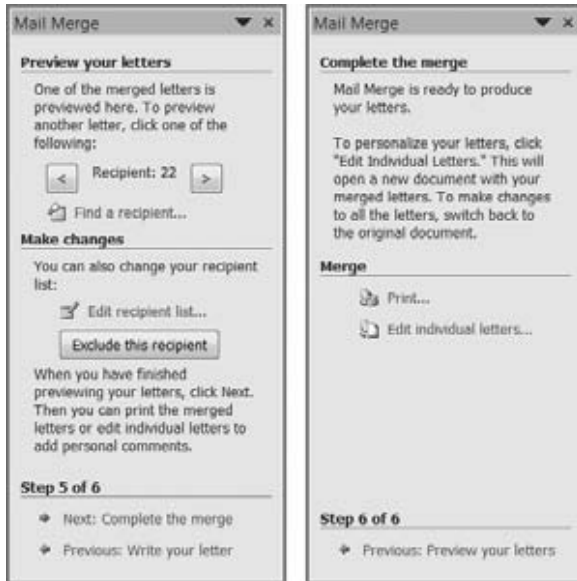 Mail Merge
Preview your letters
One of the merged letters is
previewed here. To preview
another letter, click one of the
following:
< Recipient: 22 >
Find a recipient...
Make changes
You can also change your recipient
list:
Edit recipient list...
Exclude this recipient
When you have finished
previewing your letters, click Next.
Then you can print the merged
letters or edit individual letters to
add personal comments.
Step 5 of 6
Next: Complete the merge
Previous: Write your letter
Mail Merge
Complete the merge
Mail Merge is ready to produce
your letters.
To personalize your letters, click
"Edit Individual Letters." This will
open a new document with your
merged letters. To make changes
to all the letters, switch back to
the original document.
Merge
Print...
Edit individual letters...
Step 6 of 6
Previous: Preview your letters